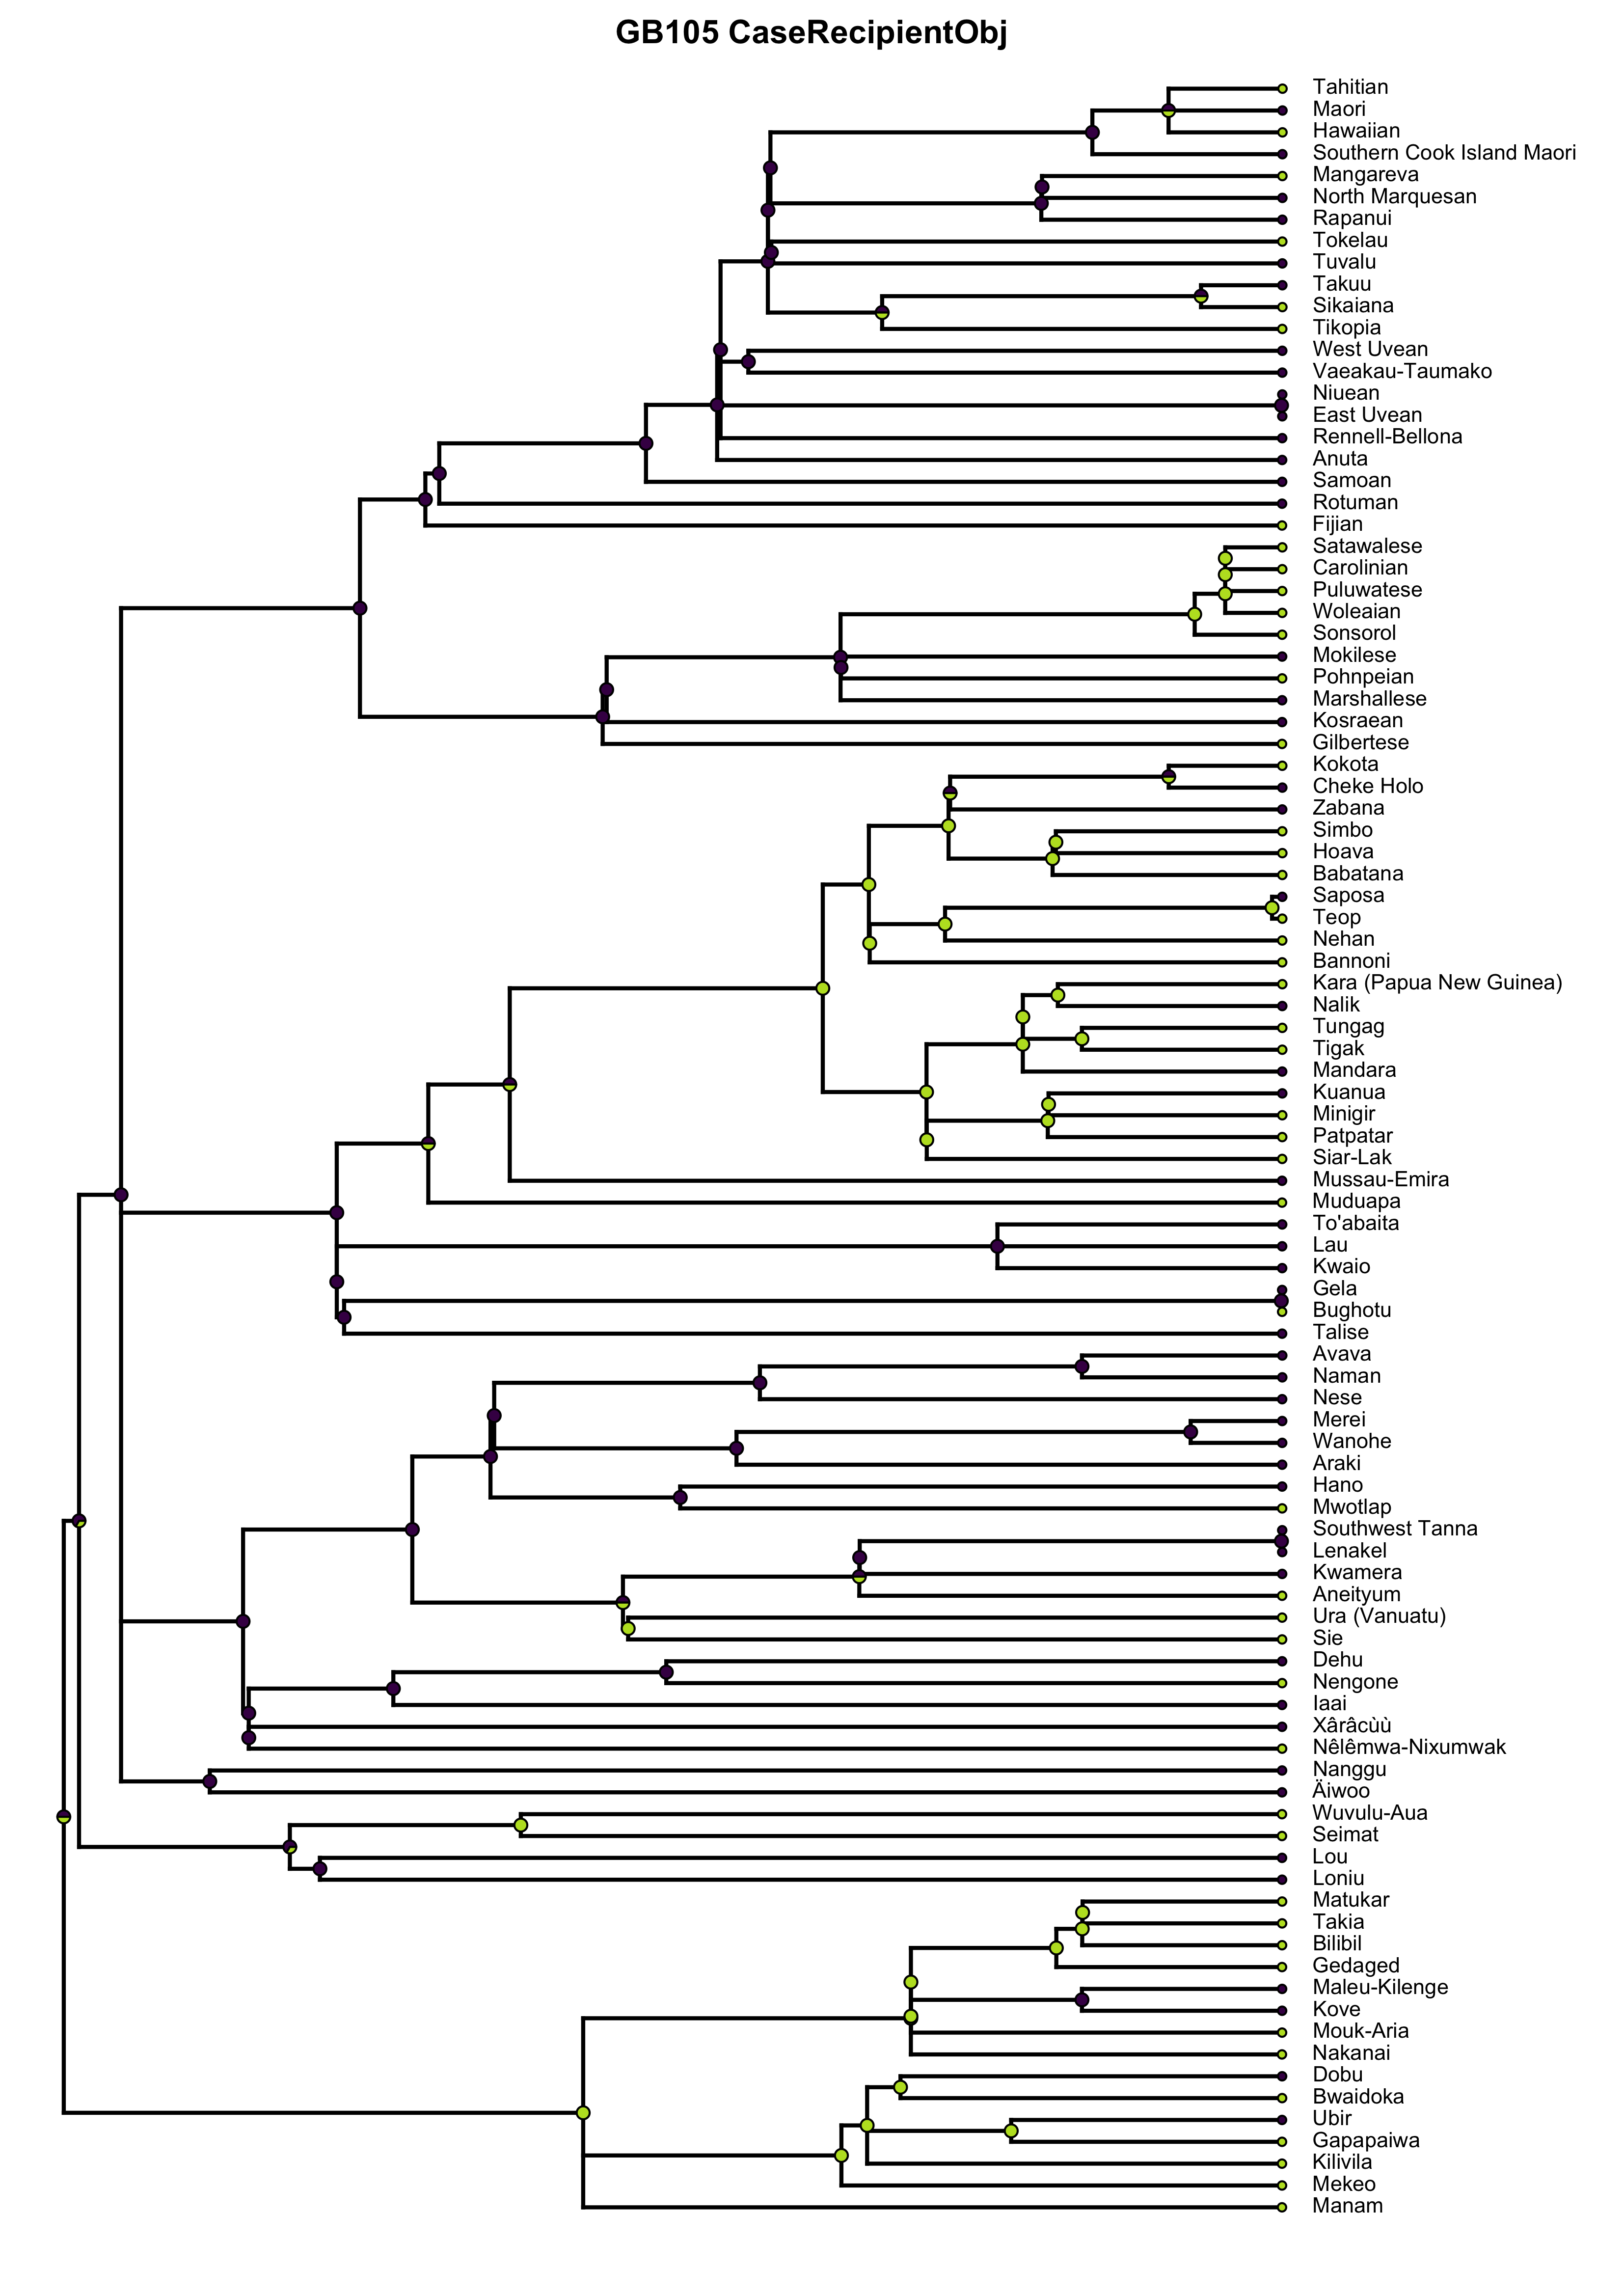 GB105 CaseRecipientObj
Tahitian
Maori
Hawaiian
Southern Cook Island Maori
Mangareva
North Marquesan
Rapanui
Tokelau
Tuvalu
Takuu
Sikaiana
Tikopia
West Uvean
Vaeakau-Taumako
Niuean
East Uvean
Rennell-Bellona
Anuta
Samoan
Rotuman
Fijian
Satawalese
Carolinian
Puluwatese
Woleaian
Sonsorol
Mokilese
Pohnpeian
Marshallese
Kosraean
Gilbertese
Kokota
Cheke Holo
Zabana
Simbo
Hoava
Babatana
Saposa
Teop
Nehan
Bannoni
Kara (Papua New Guinea)
Nalik
Tungag
Tigak
Mandara
Kuanua
Minigir
Patpatar
Siar-Lak
Mussau-Emira
Muduapa
To'abaita
Lau
Kwaio
Gela
Bughotu
Talise
Avava
Naman
Nese
Merei
Wanohe
Araki
Hano
Mwotlap
Southwest Tanna
Lenakel
Kwamera
Aneityum
Ura (Vanuatu)
Sie
Dehu
Nengone
Iaai
Xârâcùù
Nêlêmwa-Nixumwak
Nanggu
Äiwoo
Wuvulu-Aua
Seimat
Lou
Loniu
Matukar
Takia
Bilibil
Gedaged
Maleu-Kilenge
Kove
Mouk-Aria
Nakanai
Dobu
Bwaidoka
Ubir
Gapapaiwa
Kilivila
Mekeo
Manam